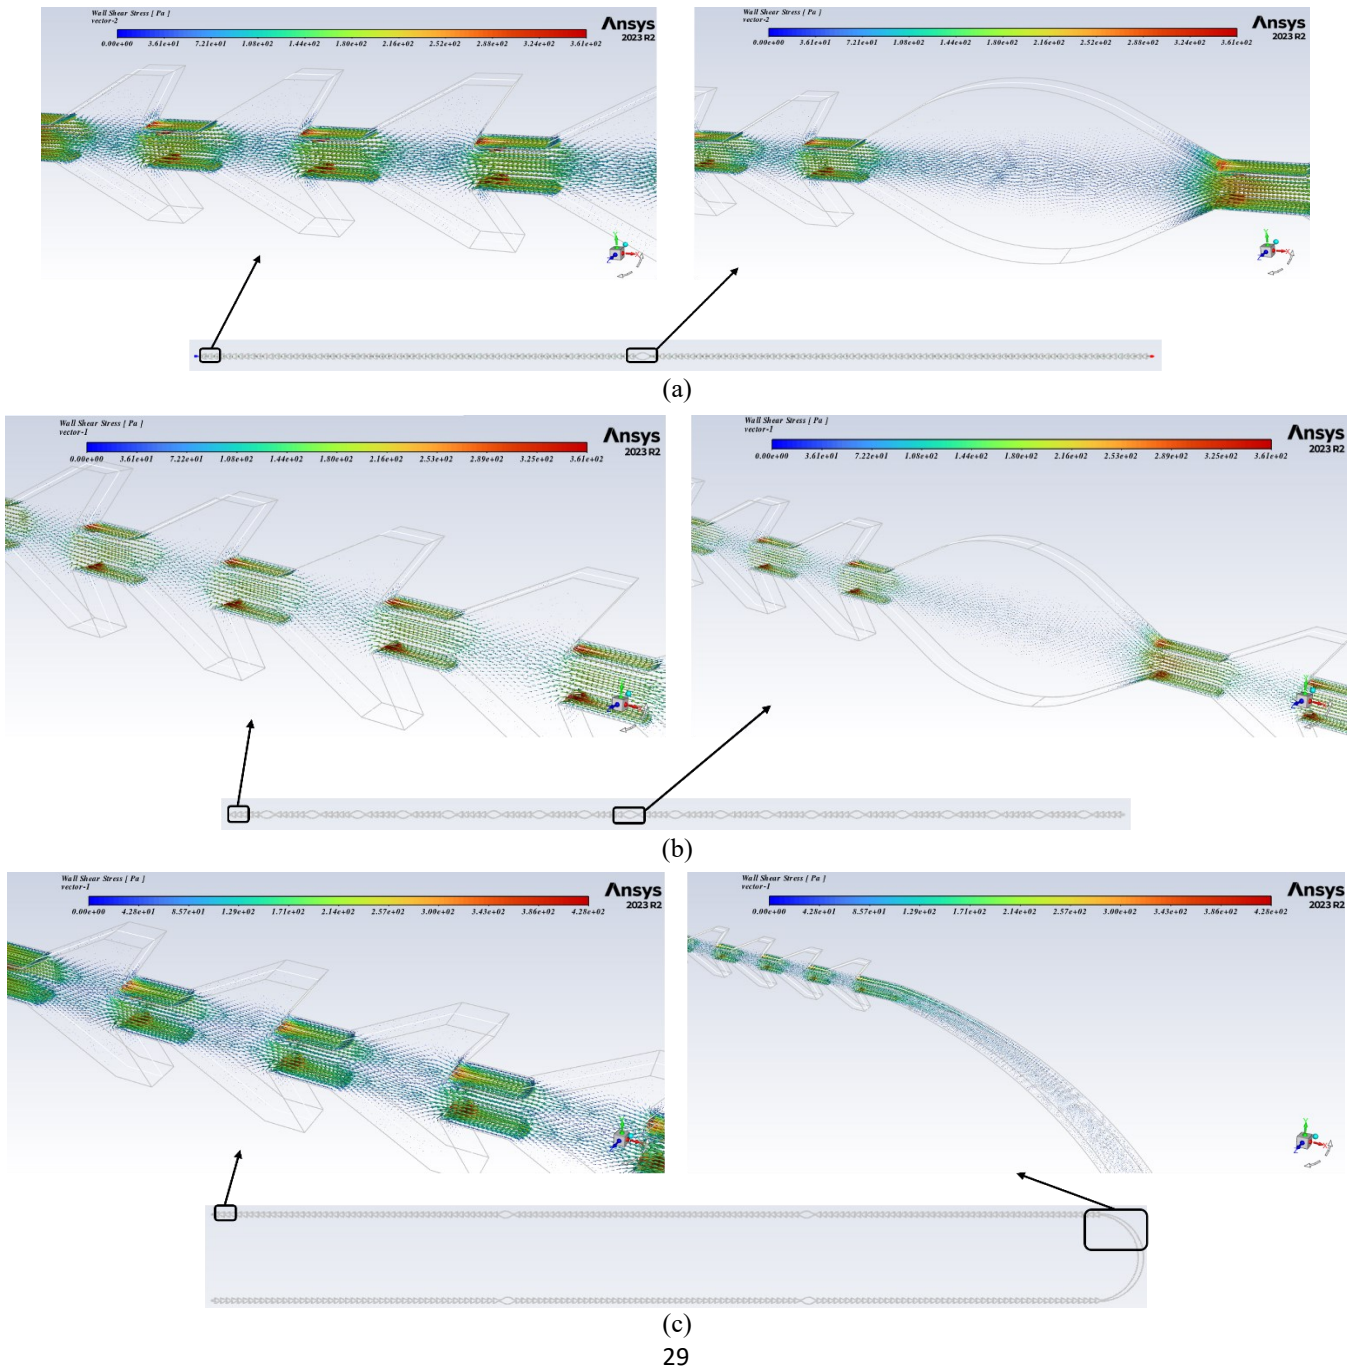 Wall Shear Stress [ Pa ]
vector-2
Ansys
2023 R2
0.00e+00 3.61e+01 7.21e+01 1.08e+02 1.44e+02 1.80e+02 2.16e+02 2.52e+02 2.88e+02 3.24e+02 3.61e+02
Wall Shear Stress [ Pa ]
vector-2
Ansys
2023 R2
0.00e+00 3.61e+01 7.21e+01 1.08e+02 1.44e+02 1.80e+02 2.16e+02 2.52e+02 2.88e+02 3.24e+02 3.61e+02
Y
X
Z
Y
X
Z
(a)
Wall Shear Stress [ Pa ]
vector-1
Ansys
2023 R2
0.00e+00 3.61e+01 7.22e+01 1.08e+02 1.44e+02 1.80e+02 2.16e+02 2.53e+02 2.89e+02 3.25e+02 3.61e+02
Wall Shear Stress [ Pa ]
vector-1
Ansys
2023 R2
0.00e+00 3.61e+01 7.22e+01 1.08e+02 1.44e+02 1.80e+02 2.16e+02 2.53e+02 2.89e+02 3.25e+02 3.61e+02
(b)
Wall Shear Stress [ Pa ]
vector-1
Ansys
2023 R2
0.00e+00 4.28e+01 8.57e+01 1.29e+02 1.71e+02 2.14e+02 2.57e+02 3.00e+02 3.43e+02 3.86e+02 4.28e+02
Wall Shear Stress [ Pa ]
vector-1
Ansys
2023 R2
0.00e+00 4.28e+01 8.57e+01 1.29e+02 1.71e+02 2.14e+02 2.57e+02 3.00e+02 3.43e+02 3.86e+02 4.28e+02
Y
X
Z
(c)
29